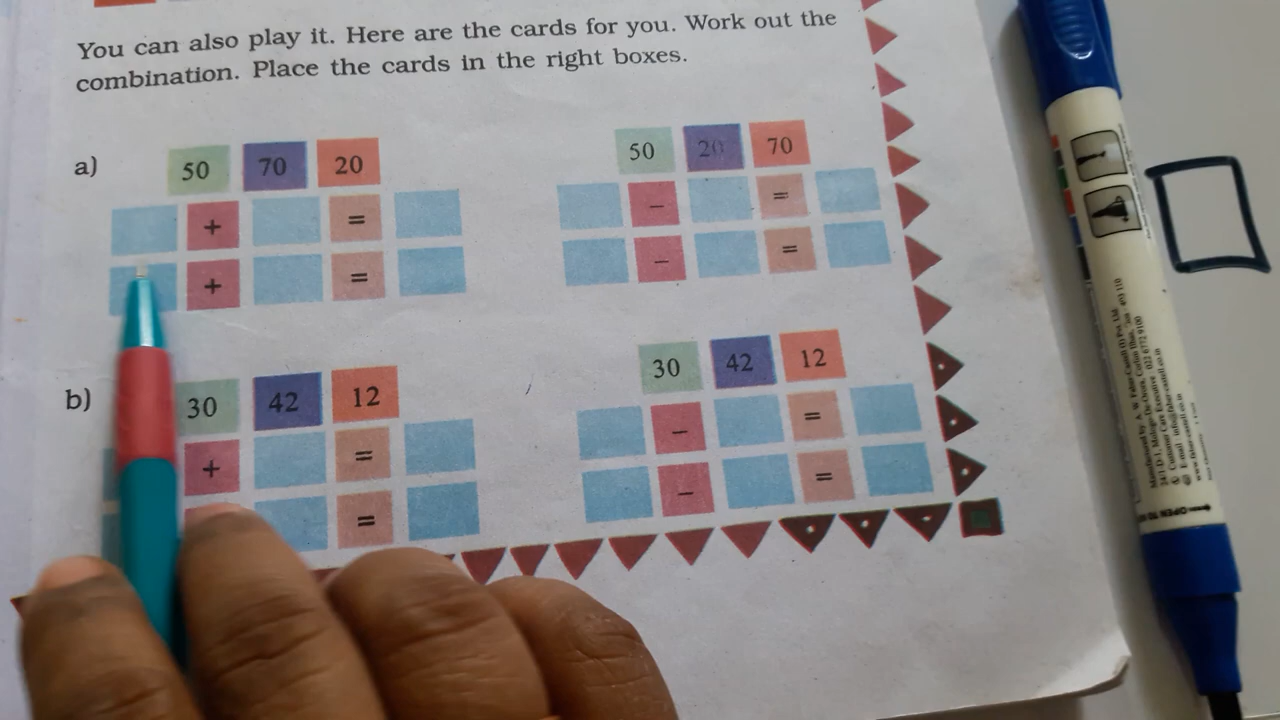 You can also play it. Here are the cards for you. Work out the
combination. Place the cards in the right boxes.
a) 50 70 20
+ =
+ =
50 20 70
− =
− =
b) 30 42 12
+ =
=
30 42 12
− =
− =